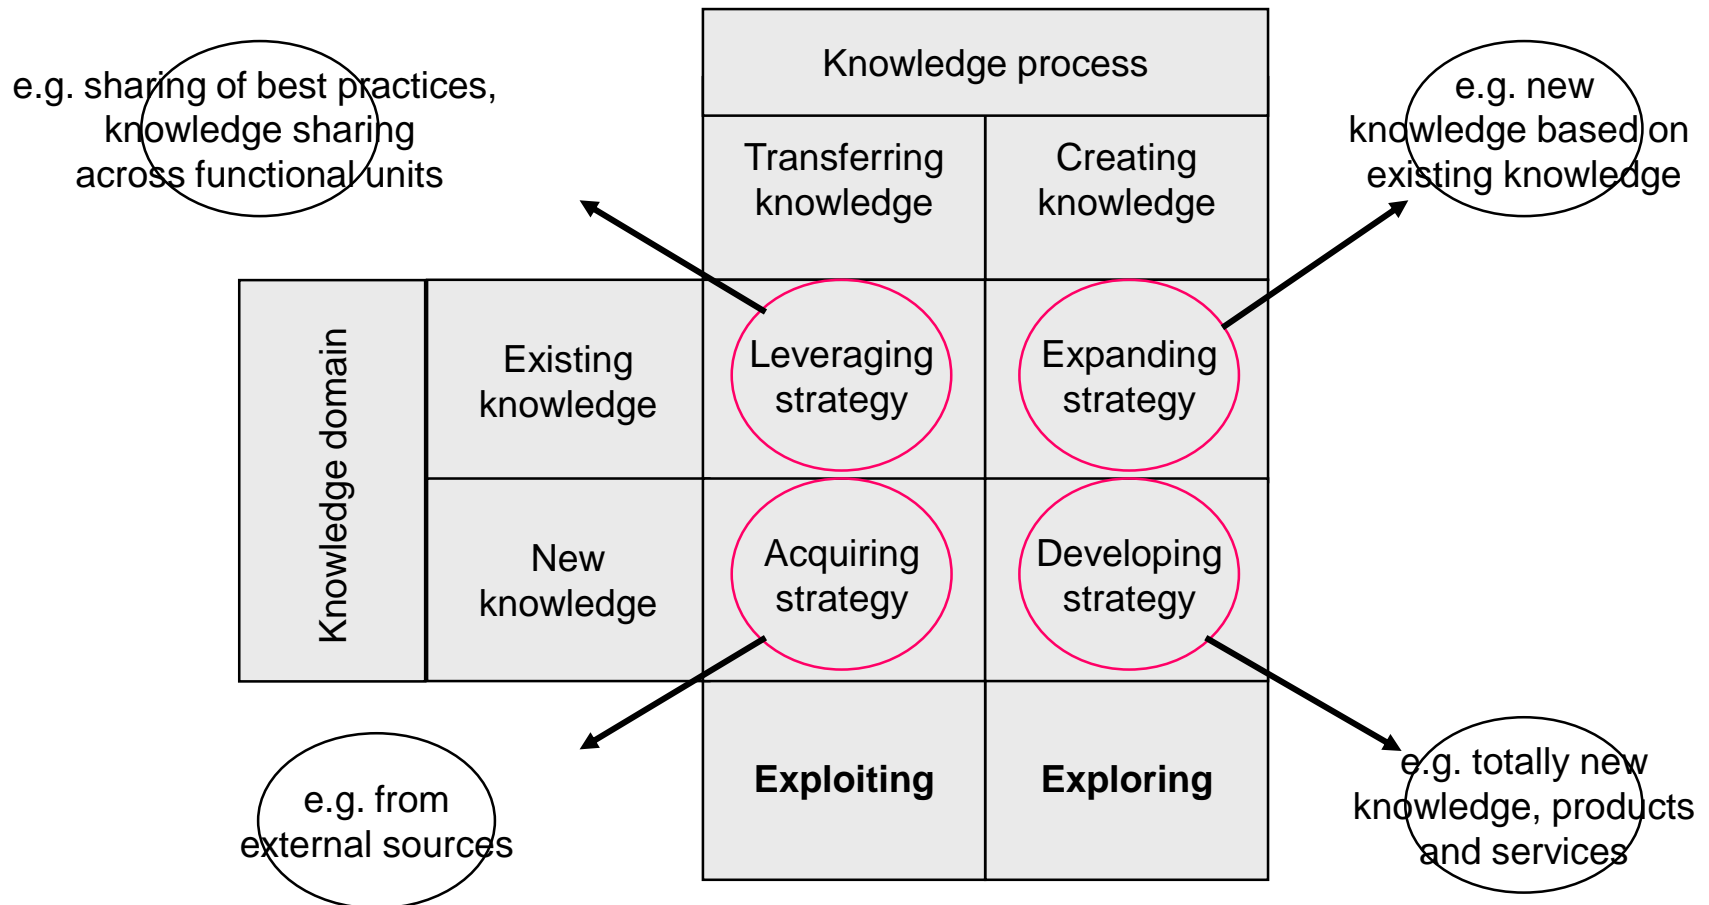 Knowledge process
e.g. sharing of best practices,
knowledge sharing
across functional units
e.g. new
knowledge based on
existing knowledge
Transferring
knowledge
Creating
knowledge
Knowledge domain
Existing
knowledge
Leveraging
strategy
Expanding
strategy
New
knowledge
Acquiring
strategy
Developing
strategy
Exploiting
Exploring
e.g. from
external sources
e.g. totally new
knowledge, products
and services